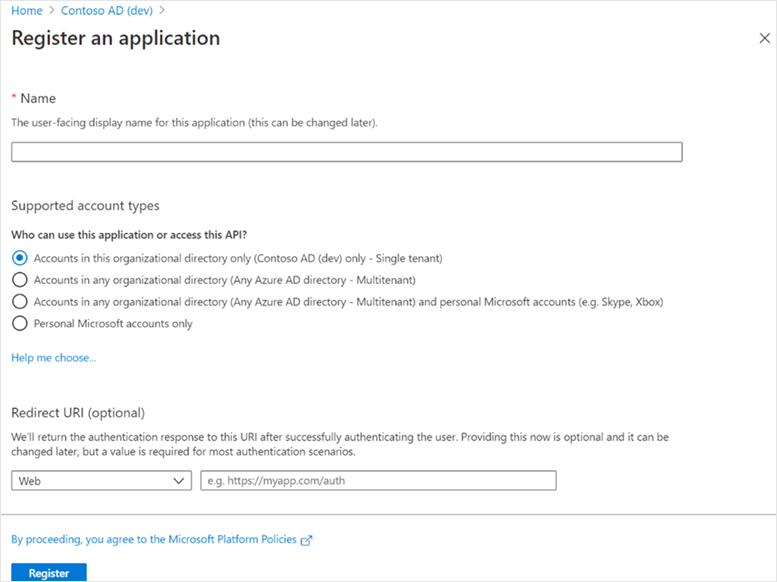 Home > Contoso AD (dev) >
Register an application
* Name
The user-facing display name for this application (this can be changed later).
Supported account types
Who can use this application or access this API?
Accounts in this organizational directory only (Contoso AD (dev) only - Single tenant)
Accounts in any organizational directory (Any Azure AD directory - Multitenant)
Accounts in any organizational directory (Any Azure AD directory - Multitenant) and personal Microsoft accounts (e.g. Skype, Xbox)
Personal Microsoft accounts only
Help me choose...
Redirect URI (optional)
We'll return the authentication response to this URI after successfully authenticating the user. Providing this now is optional and it can be
changed later, but a value is required for most authentication scenarios.
Web e.g. https://myapp.com/auth
By proceeding, you agree to the Microsoft Platform Policies
Register